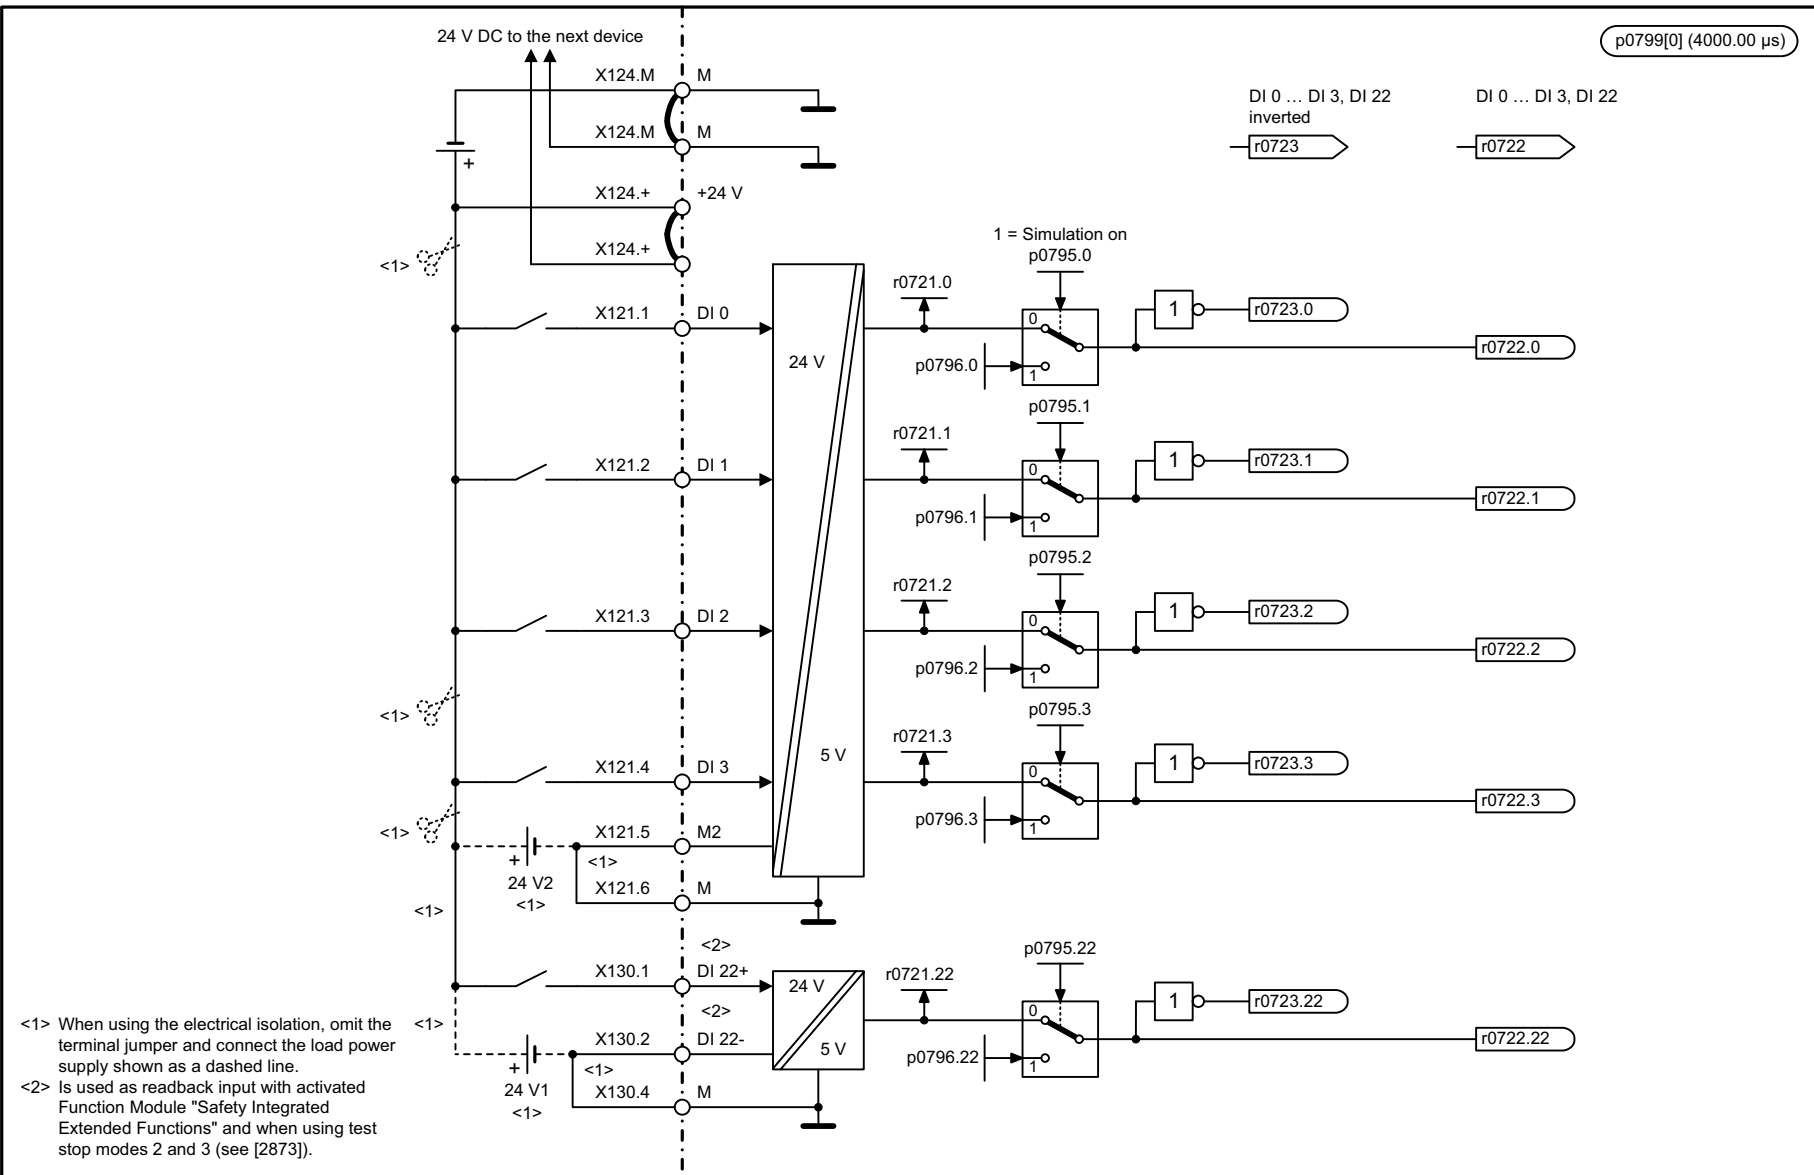 24 V DC to the next device
p0799[0] (4000.00 µs)
X124.M M
DI 0 … DI 3, DI 22
inverted
DI 0 … DI 3, DI 22
X124.M M
r0723
r0722
+
X124.+ +24 V
1 = Simulation on
X124.+
p0795.0
<1>
r0721.0
X121.1 DI 0
0
1
r0723.0
24 V
r0722.0
p0796.0
1
p0795.1
r0721.1
X121.2 DI 1
0
1
r0723.1
r0722.1
p0796.1
1
p0795.2
r0721.2
X121.3 DI 2
0
1
r0723.2
r0722.2
p0796.2
1
<1>
p0795.3
r0721.3
5 V
X121.4 DI 3
0
1
r0723.3
r0722.3
p0796.3
1
<1>
X121.5 M2
+
<1>
24 V2
X121.6 M
<1>
<1>
<2>
p0795.22
X130.1 DI 22+
24 V
r0721.22
0
1
r0723.22
<2>
<1>
X130.2 DI 22-
5 V
r0722.22
p0796.22
1
+
<1>
24 V1
X130.4 M
<1>
<1> When using the electrical isolation, omit the
terminal jumper and connect the load power
supply shown as a dashed line.
<2> Is used as readback input with activated
Function Module "Safety Integrated
Extended Functions" and when using test
stop modes 2 and 3 (see [2873]).